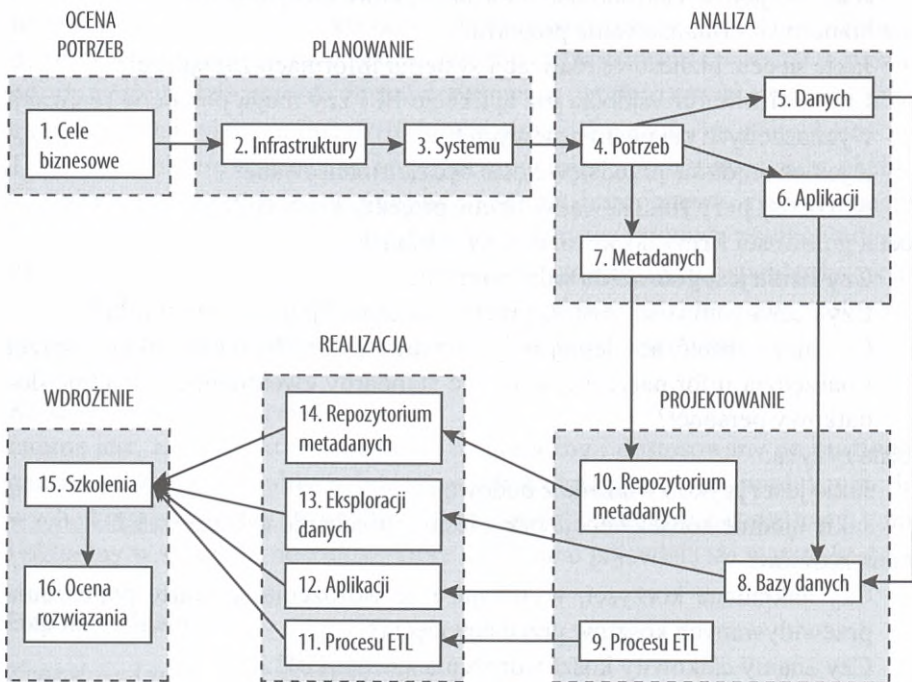 OCENA
POTRZEB
1. Cele
biznesowe
PLANOWANIE
2. Infrastruktury
3. Systemu
ANALIZA
4. Potrzeb
5. Danych
6. Aplikacji
7. Metadanych
PROJEKTOWANIE
10. Repozytorium
metadanych
8. Bazy danych
9. Procesu ETL
REALIZACJA
14. Repozytorium
metadanych
13. Eksploracji
danych
12. Aplikacji
11. Procesu ETL
WDROŻENIE
15. Szkolenia
16. Ocena
rozwiązania